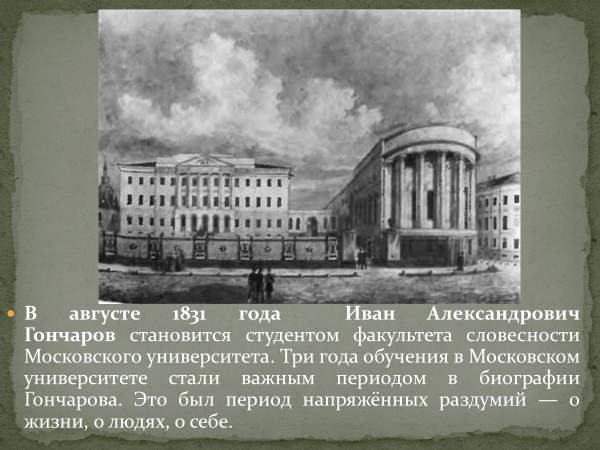 В августе 1831 года Иван Александрович
Гончаров становится студентом факультета словесности
Московского университета. Три года обучения в Московском
университете стали важным периодом в биографии
Гончарова. Это был период напряжённых раздумий — о
жизни, о людях, о себе.